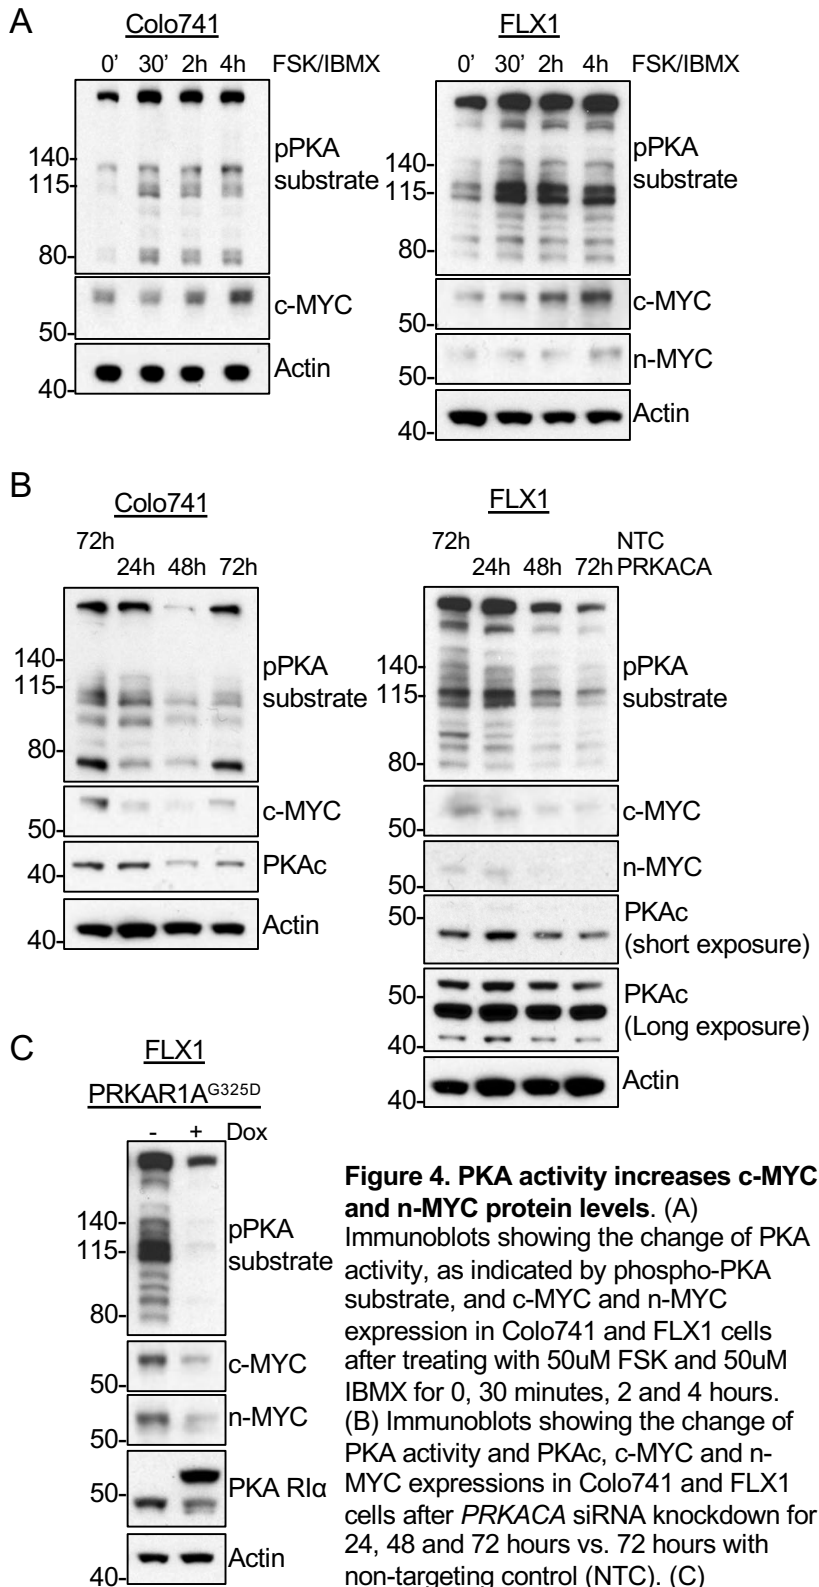 A
Colo741
0' 30' 2h 4h FSK/IBMX
140-
115-
80-
pPKA
substrate
50-
c-MYC
40-
Actin
FLX1
0' 30' 2h 4h FSK/IBMX
140-
115-
80-
pPKA
substrate
50-
c-MYC
50-
n-MYC
40-
Actin
B
Colo741
72h
24h 48h 72h
140-
115-
80-
pPKA
substrate
50-
c-MYC
40-
PKAc
40-
Actin
FLX1
72h NTC
24h 48h 72h PRKACA
140-
115-
80-
pPKA
substrate
50-
c-MYC
50-
n-MYC
50-
PKAc
(short exposure)
50-
40-
PKAc
(Long exposure)
40-
Actin
C
FLX1
PRKAR1AG325D
- + Dox
140-
115-
80-
pPKA
substrate
50-
c-MYC
50-
n-MYC
50-
PKA RIα
40-
Actin
Figure 4. PKA activity increases c-MYC
and n-MYC protein levels. (A)
Immunoblots showing the change of PKA
activity, as indicated by phospho-PKA
substrate, and c-MYC and n-MYC
expression in Colo741 and FLX1 cells
after treating with 50uM FSK and 50uM
IBMX for 0, 30 minutes, 2 and 4 hours.
(B) Immunoblots showing the change of
PKA activity and PKAc, c-MYC and n-
MYC expressions in Colo741 and FLX1
cells after PRKACA siRNA knockdown for
24, 48 and 72 hours vs. 72 hours with
non-targeting control (NTC). (C)